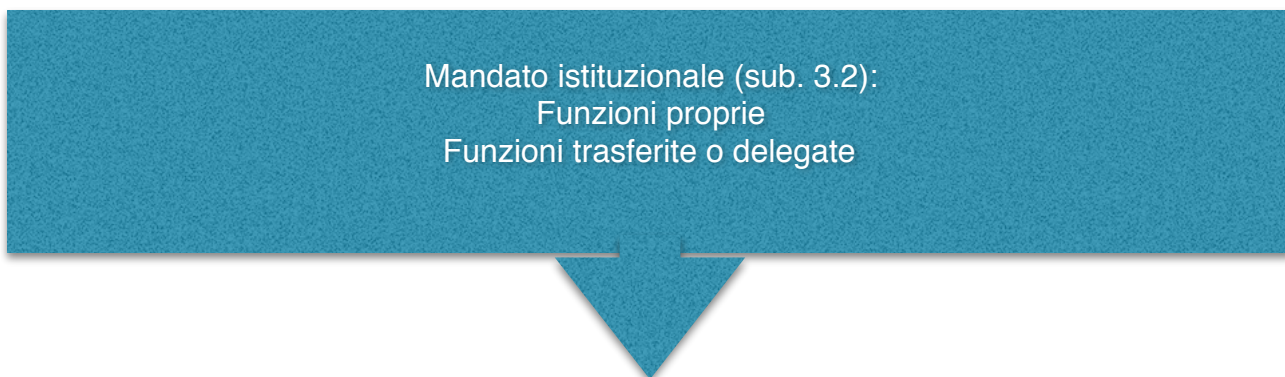 Mandato istituzionale (sub. 3.2):
Funzioni proprie
Funzioni trasferite o delegate